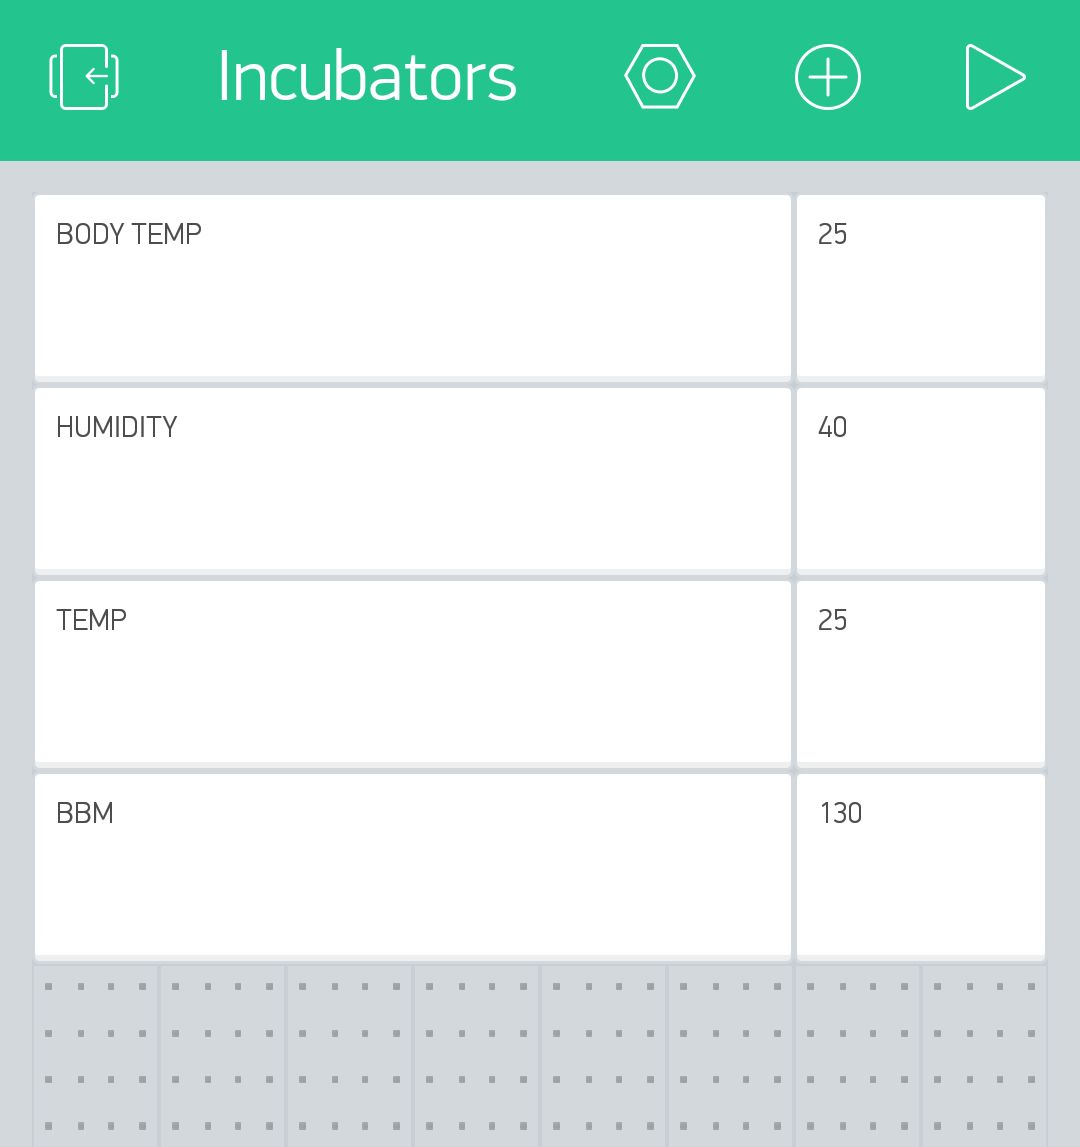 Incubators
BODY TEMP 25
HUMIDITY 40
TEMP 25
BBM 130